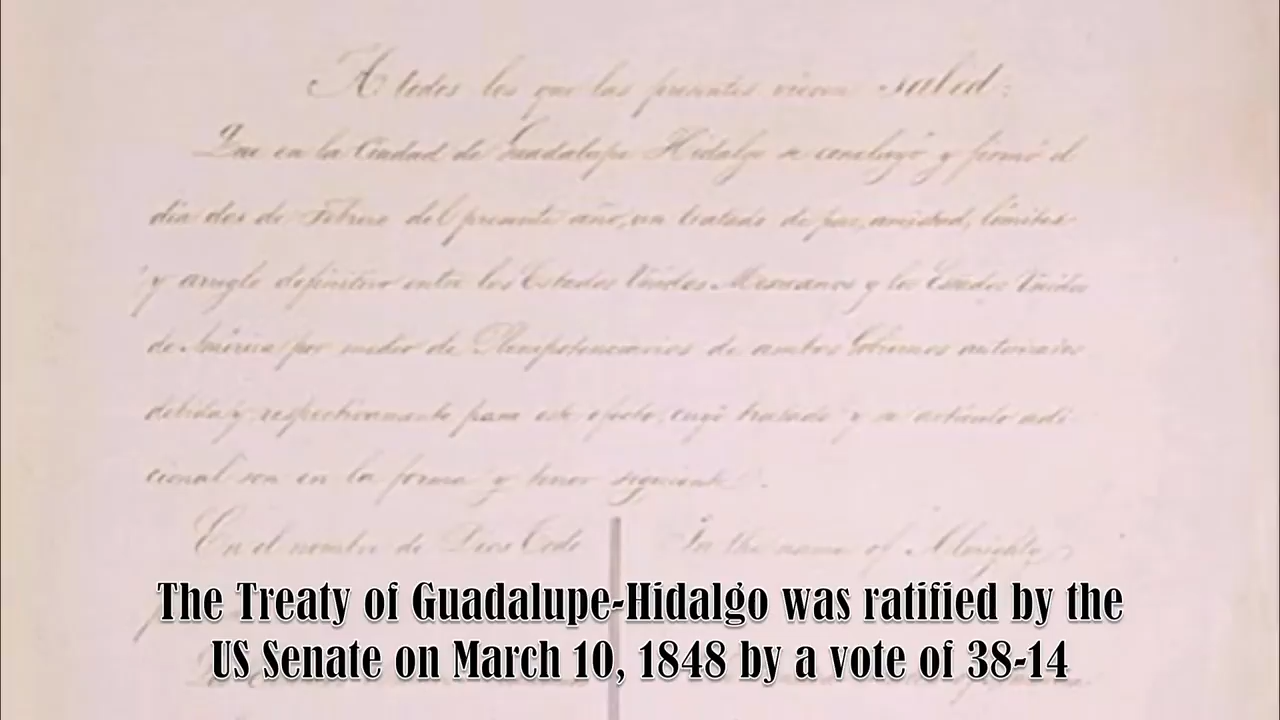 A todos los que las presentes vieren salud:
Que en la Ciudad de Guadalupe Hidalgo se concluyó y firmó el
dia dos de Febrero del presente año, un tratado de paz, amistad, límites
y arreglo definitivo entre los Estados Unidos Mexicanos y los Estados Unidos
de América por medio de Plenipotenciarios de ambos Gobiernos autorizados
debida y respectivamente para este efecto, cuyo tratado y su artículo adi
cional son en la forma y tenor siguiente.
En el nombre de Dios Todo
In the name of Almighty
The Treaty of Guadalupe-Hidalgo was ratified by the
US Senate on March 10, 1848 by a vote of 38-14